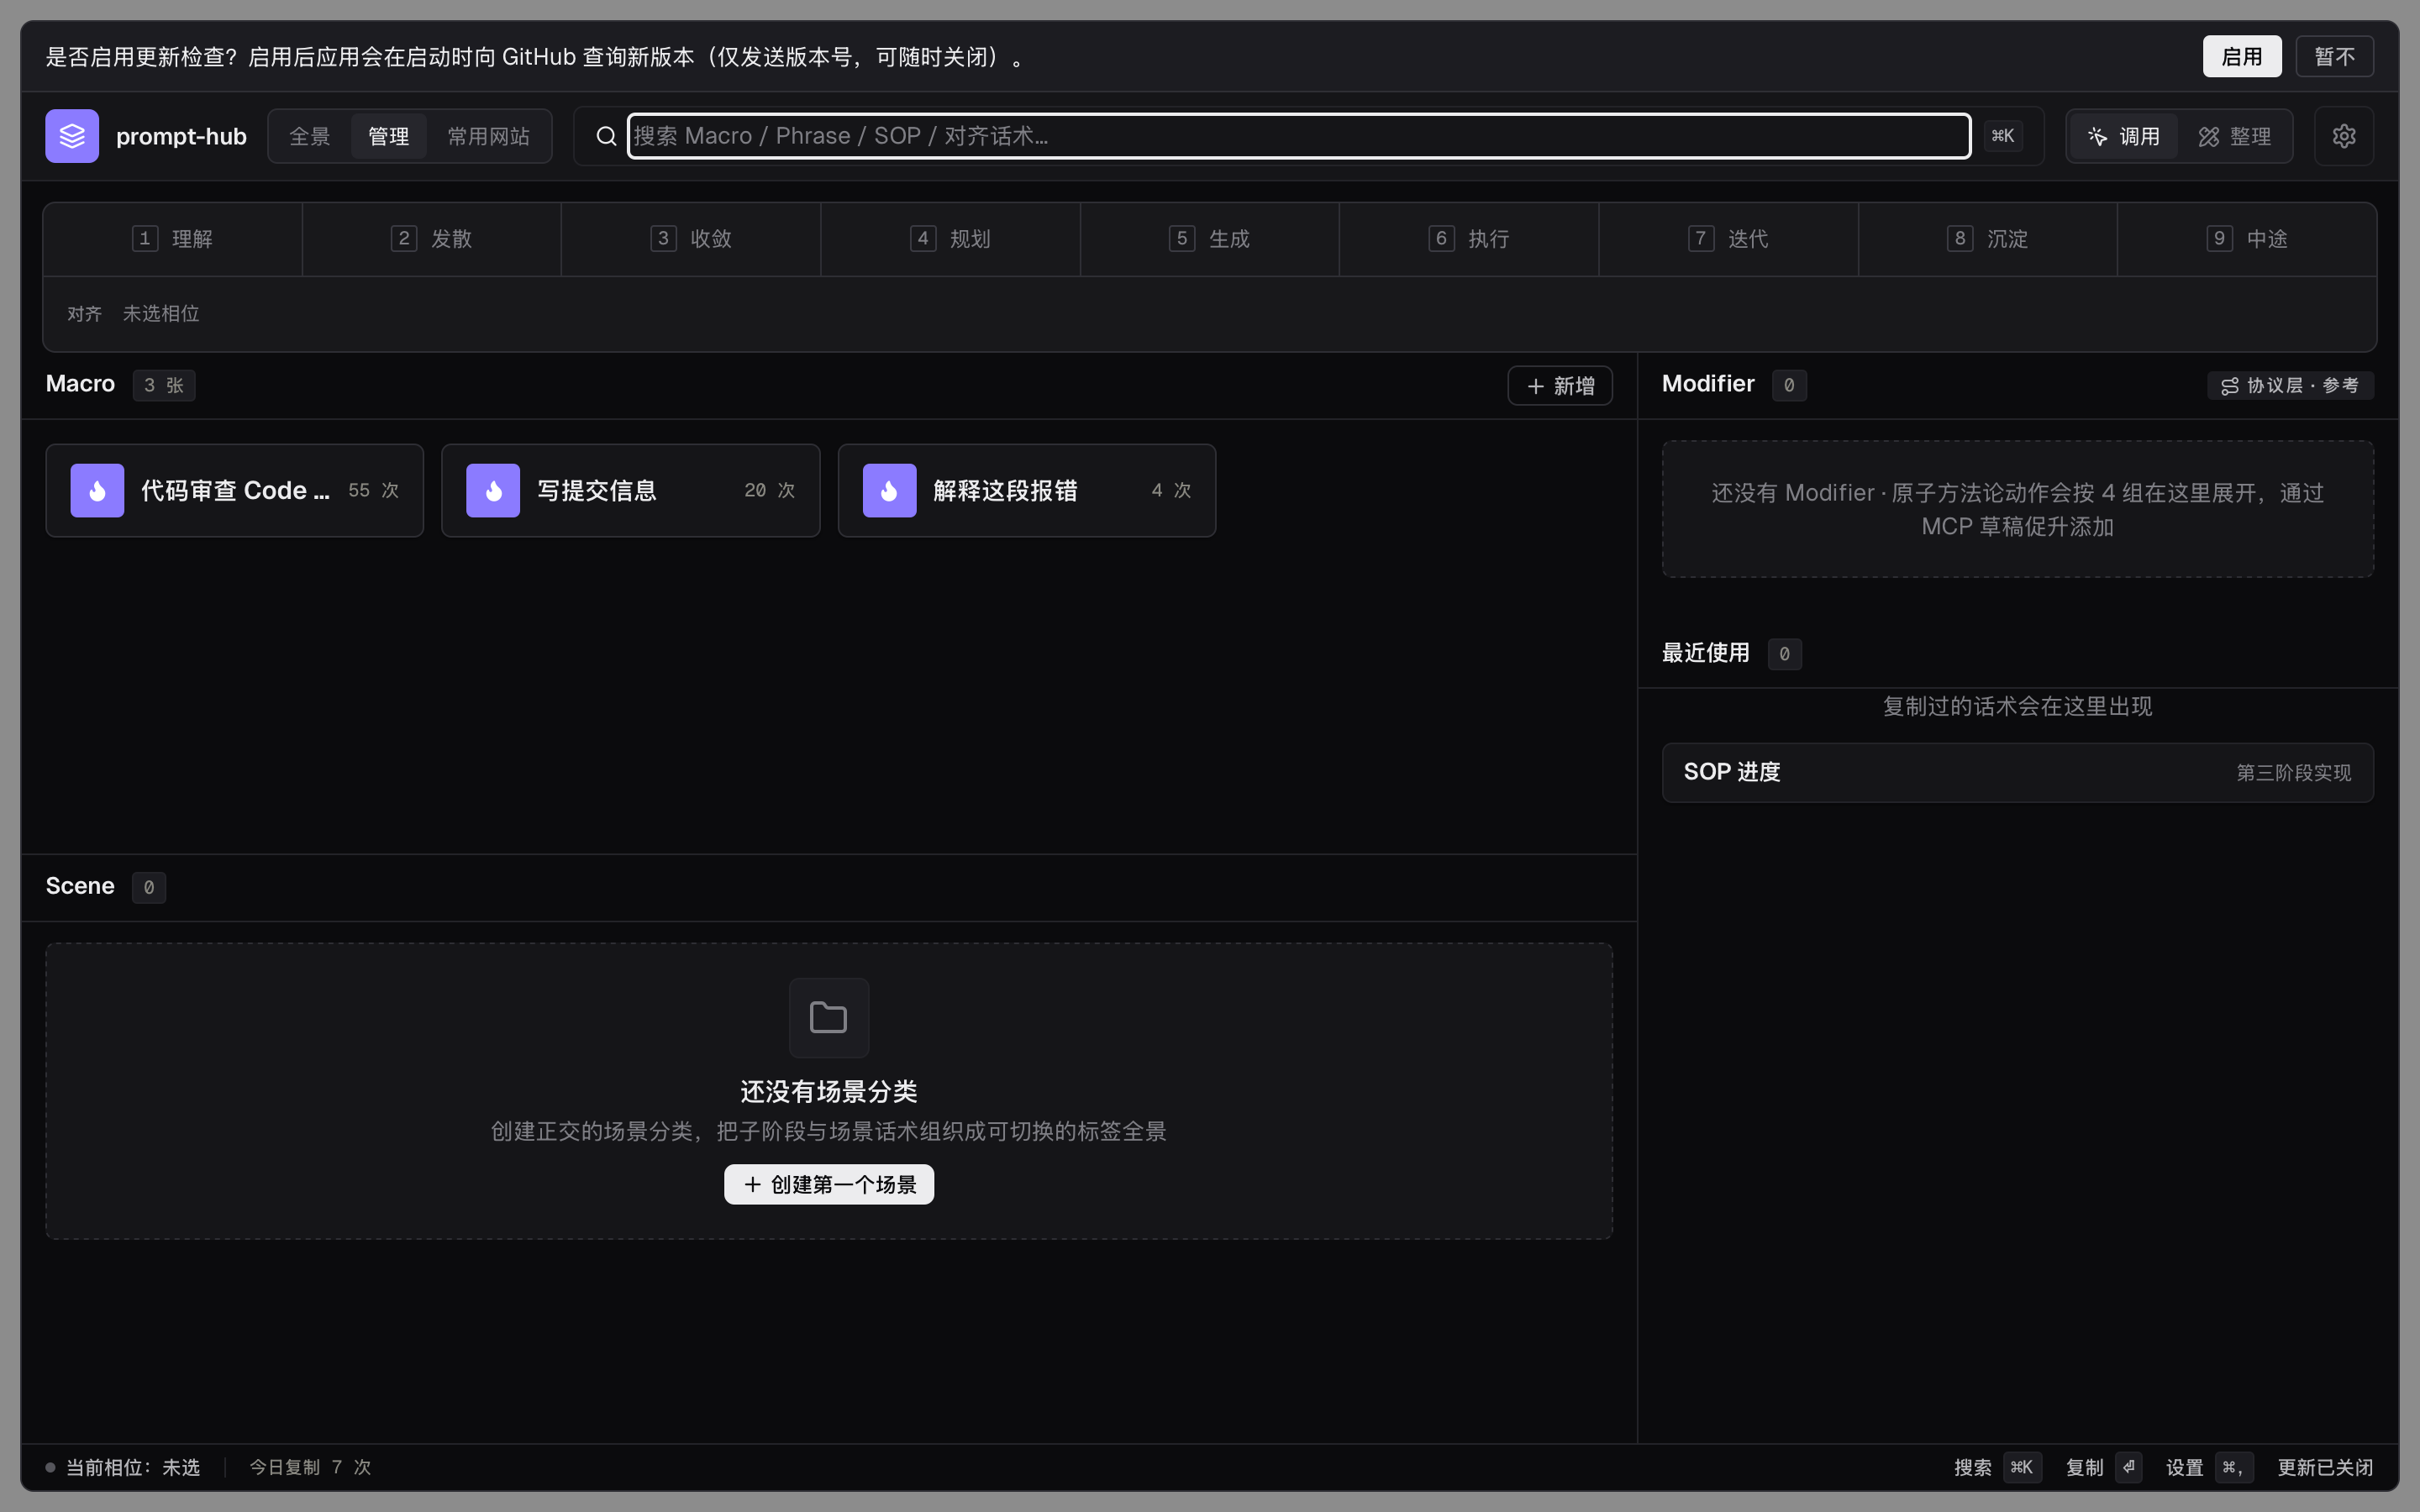 是否启用更新检查？启用后应用会在启动时向 GitHub 查询新版本（仅发送版本号，可随时关闭）。
启用
暂不
prompt-hub
全景
管理
常用网站
搜索 Macro / Phrase / SOP / 对齐话术...
⌘K
调用
整理
1 理解
2 发散
3 收敛
4 规划
5 生成
6 执行
7 迭代
8 沉淀
9 中途
对齐 未选相位
Macro 3 张
+ 新增
代码审查 Code ... 55 次
写提交信息 20 次
解释这段报错 4 次
Modifier 0
协议层 · 参考
还没有 Modifier · 原子方法论动作会按 4 组在这里展开，通过
MCP 草稿促升添加
最近使用 0
复制过的话术会在这里出现
SOP 进度
第三阶段实现
Scene 0
还没有场景分类
创建正交的场景分类，把子阶段与场景话术组织成可切换的标签全景
+ 创建第一个场景
当前相位：未选
今日复制 7 次
搜索 ⌘K
复制 ⏎
设置 ⌘,
更新已关闭